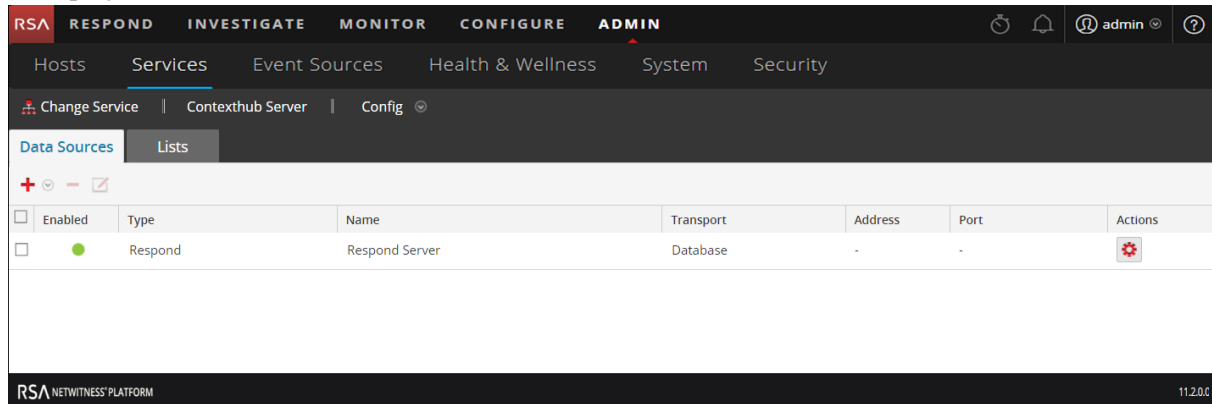 RSA RESPOND INVESTIGATE MONITOR CONFIGURE ADMIN admin ?
Hosts Services Event Sources Health & Wellness System Security
Change Service Contexthub Server Config
Data Sources Lists
Enabled Type Name Transport Address Port Actions
Respond Respond Server Database - -
RSA NETWITNESS® PLATFORM 11.2.0.0